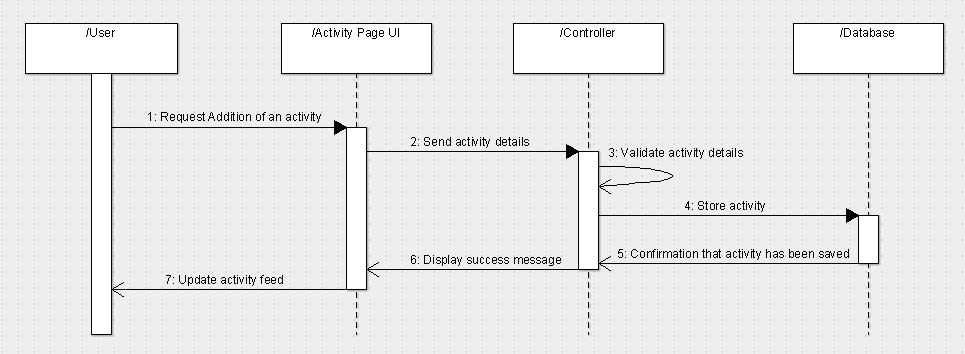 /User
/Activity Page UI
/Controller
/Database
1: Request Addition of an activity
2: Send activity details
3: Validate activity details
4: Store activity
5: Confirmation that activity has been saved
6: Display success message
7: Update activity feed